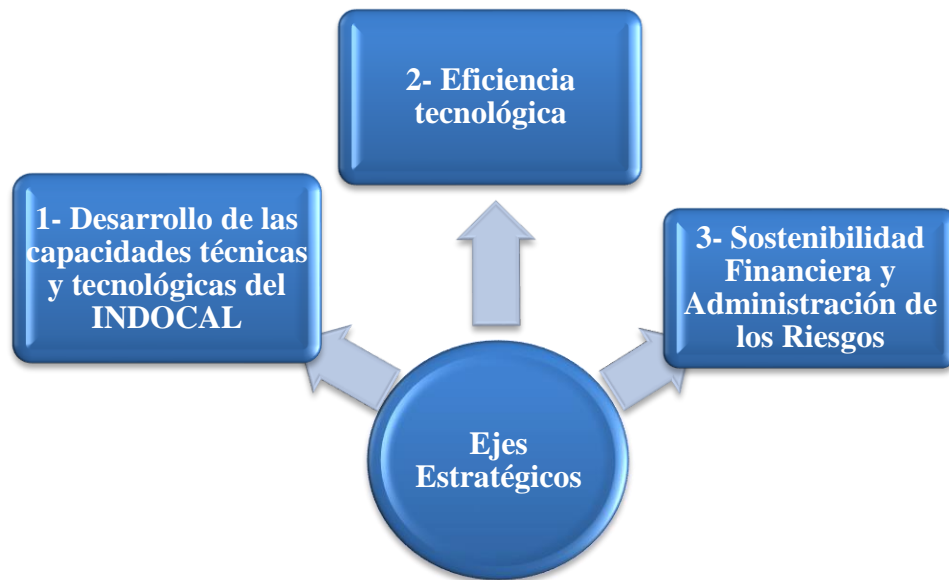 2- Eficiencia
tecnológica
1- Desarrollo de las
capacidades técnicas
y tecnológicas del
INDOCAL
3- Sostenibilidad
Financiera y
Administración de
los Riesgos
Ejes
Estratégicos